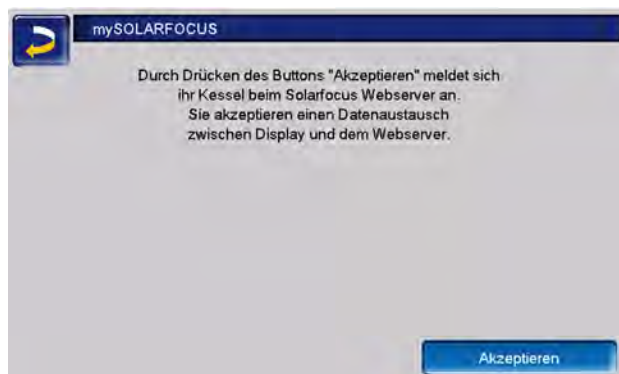 mySOLARFOCUS
Durch Drücken des Buttons "Akzeptieren" meldet sich
ihr Kessel beim Solarfocus Webserver an.
Sie akzeptieren einen Datenaustausch
zwischen Display und dem Webserver.
Akzeptieren